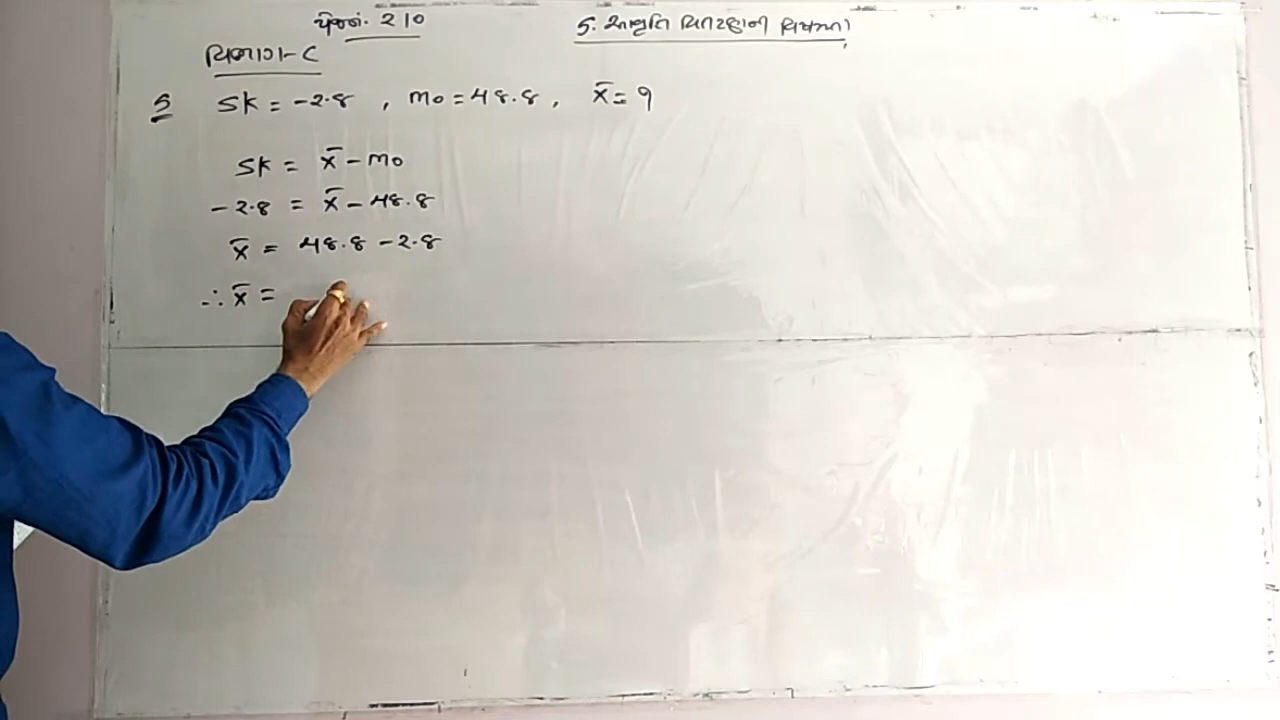 પેજનં. 210
5. આવૃતિ વિતરણની વિષમતા
વિભાગ-C
5 SK = -2.8 , Mo = 48.8 , x̄ = ?
SK = x̄ - Mo
-2.8 = x̄ - 48.8
x̄ = 48.8 - 2.8
∴ x̄ =